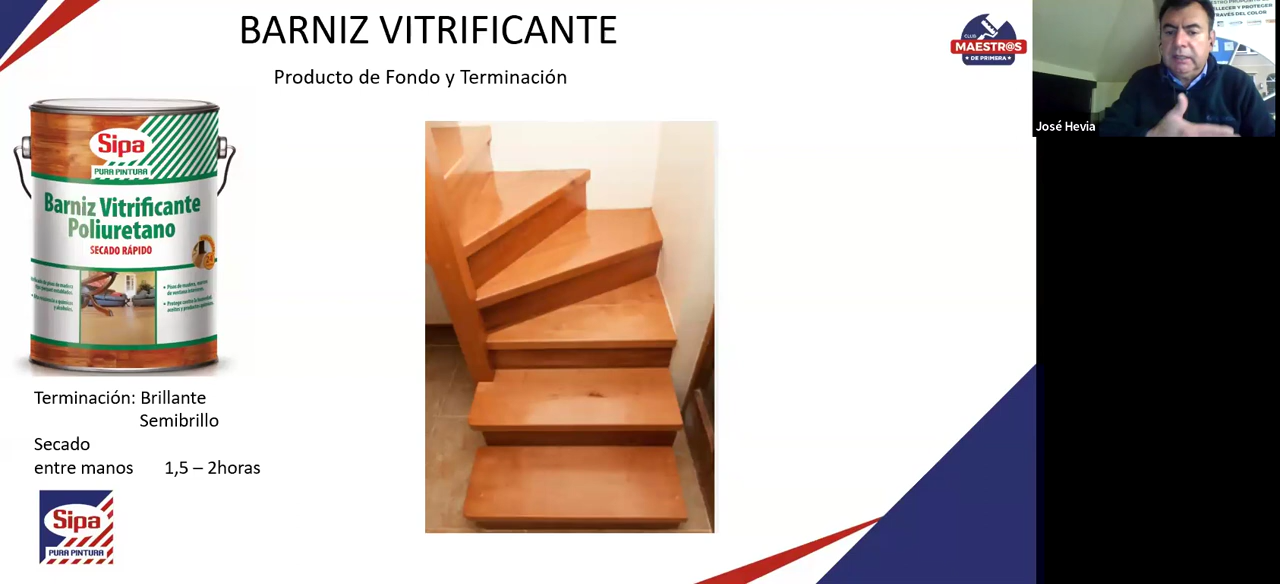 BARNIZ VITRIFICANTE
Producto de Fondo y Terminación
CLUB
MAESTR@S
DE PRIMERA
José Hevia
Sipa
PURA PINTURA
Barniz Vitrificante
Poliuretano
SECADO RÁPIDO
Terminación: Brillante
Semibrillo
Secado
entre manos 1,5 – 2horas
Sipa
PURA PINTURA